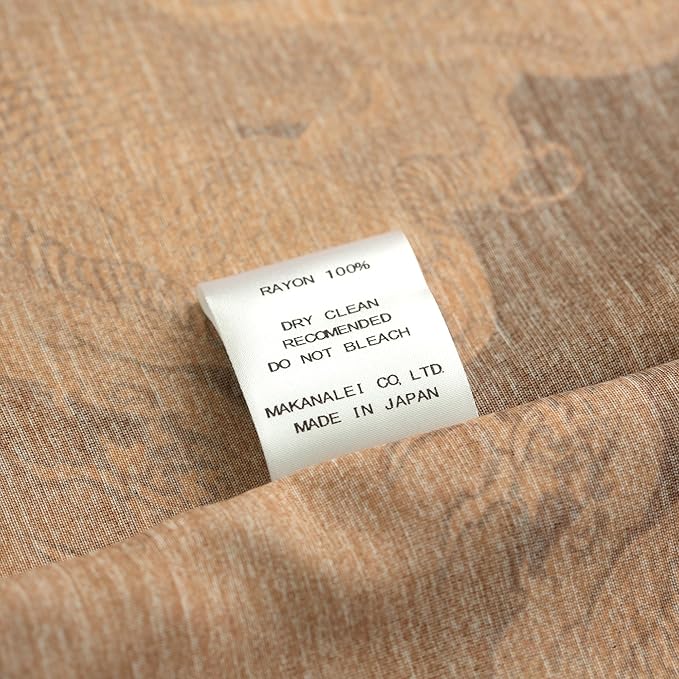 RAYON 100%
DRY CLEAN
RECOMENDED
DO NOT BLEACH
MAKANALEI CO., LTD.
MADE IN JAPAN